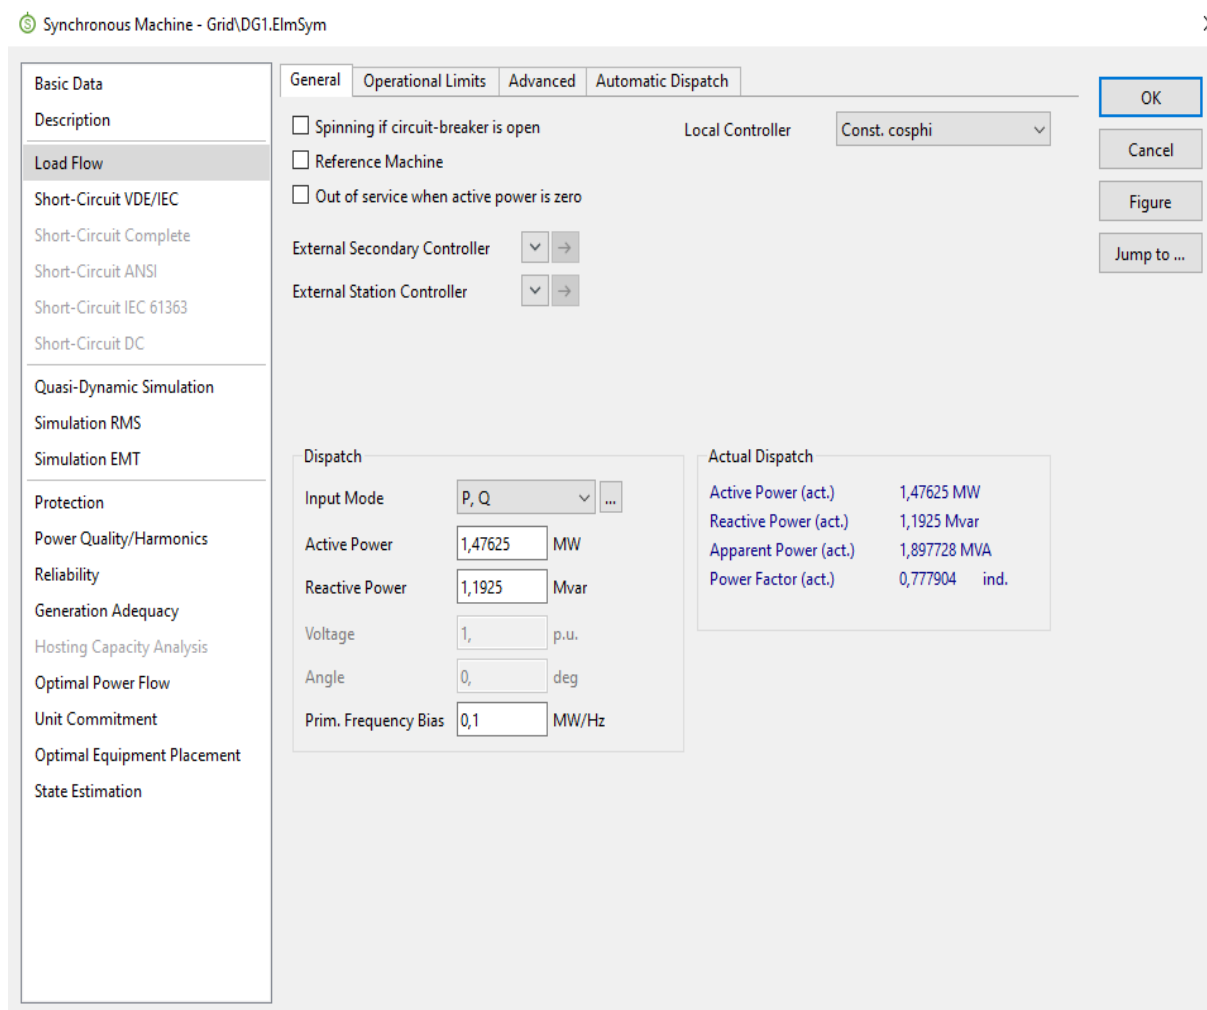 Synchronous Machine - Grid\DG1.ElmSym
Basic Data
Description
Load Flow
Short-Circuit VDE/IEC
Short-Circuit Complete
Short-Circuit ANSI
Short-Circuit IEC 61363
Short-Circuit DC
Quasi-Dynamic Simulation
Simulation RMS
Simulation EMT
Protection
Power Quality/Harmonics
Reliability
Generation Adequacy
Hosting Capacity Analysis
Optimal Power Flow
Unit Commitment
Optimal Equipment Placement
State Estimation
General Operational Limits Advanced Automatic Dispatch
Spinning if circuit-breaker is open
Reference Machine
Out of service when active power is zero
Local Controller Const. cosphi
External Secondary Controller
External Station Controller
Dispatch
Input Mode P, Q ...
Active Power 1,47625 MW
Reactive Power 1,1925 Mvar
Voltage 1, p.u.
Angle 0, deg
Prim. Frequency Bias 0,1 MW/Hz
Actual Dispatch
Active Power (act.) 1,47625 MW
Reactive Power (act.) 1,1925 Mvar
Apparent Power (act.) 1,897728 MVA
Power Factor (act.) 0,777904 ind.
OK
Cancel
Figure
Jump to ...